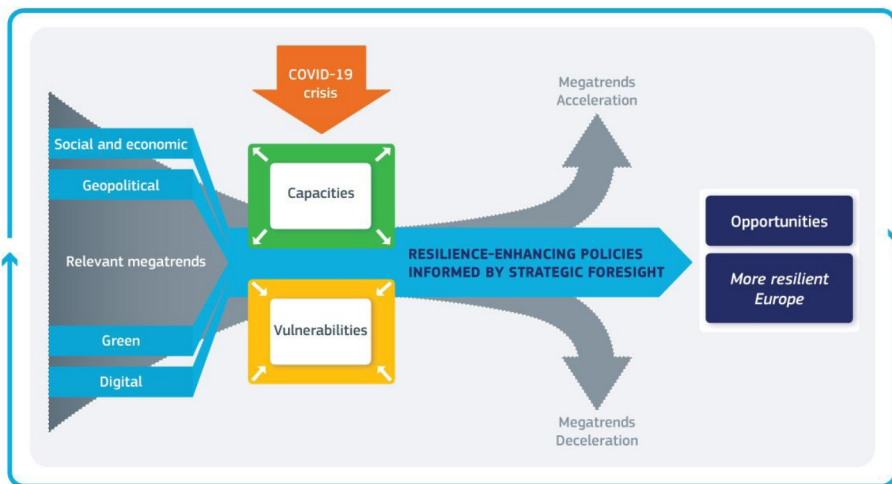 COVID-19
crisis
Megatrends
Acceleration
Social and economic
Geopolitical
Capacities
Relevant megatrends
RESILIENCE-ENHANCING POLICIES
INFORMED BY STRATEGIC FORESIGHT
Opportunities
More resilient
Europe
Vulnerabilities
Green
Digital
Megatrends
Deceleration